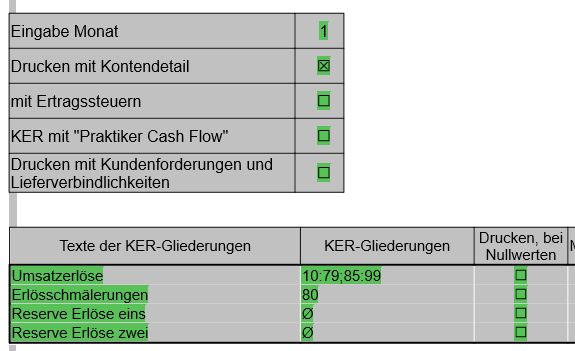 Eingabe Monat 1
Drucken mit Kontendetail ☒
mit Ertragssteuern ☐
KER mit "Praktiker Cash Flow" ☐
Drucken mit Kundenforderungen und
Lieferverbindlichkeiten ☐
Texte der KER-Gliederungen KER-Gliederungen Drucken, bei
Nullwerten
Umsatzerlöse 10:79;85:99 ☐
Erlösschmälerungen 80 ☐
Reserve Erlöse eins Ø ☐
Reserve Erlöse zwei Ø ☐